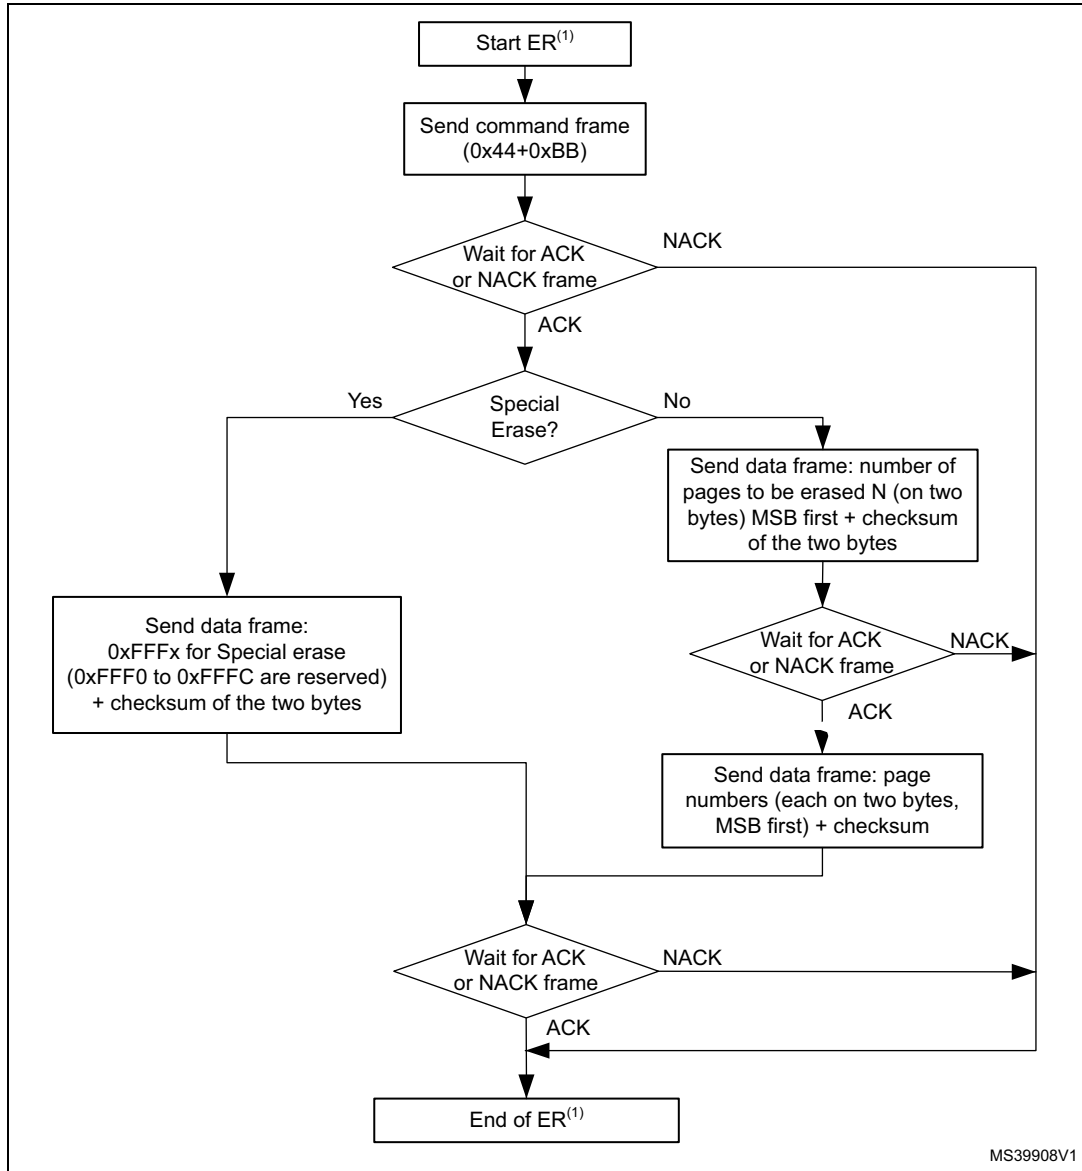 Start ER(1)
Send command frame
(0x44+0xBB)
Wait for ACK
or NACK frame
NACK
ACK
Special
Erase?
Yes
No
Send data frame: number of
pages to be erased N (on two
bytes) MSB first + checksum
of the two bytes
Send data frame:
0xFFFx for Special erase
(0xFFF0 to 0xFFFC are reserved)
+ checksum of the two bytes
Wait for ACK
or NACK frame
NACK
ACK
Send data frame: page
numbers (each on two bytes,
MSB first) + checksum
Wait for ACK
or NACK frame
NACK
ACK
End of ER(1)
MS39908V1